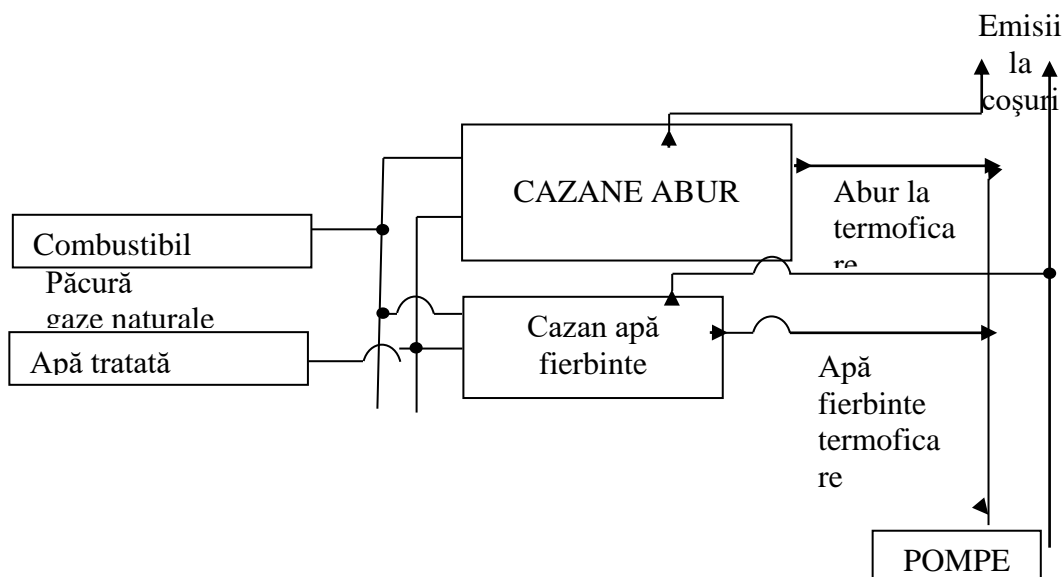 Emisii
la
coşuri
CAZANE ABUR
Abur la
termofica
re
Combustibil
Păcură
gaze naturale
Cazan apă
fierbinte
Apă tratată
Apă
fierbinte
termofica
re
POMPE